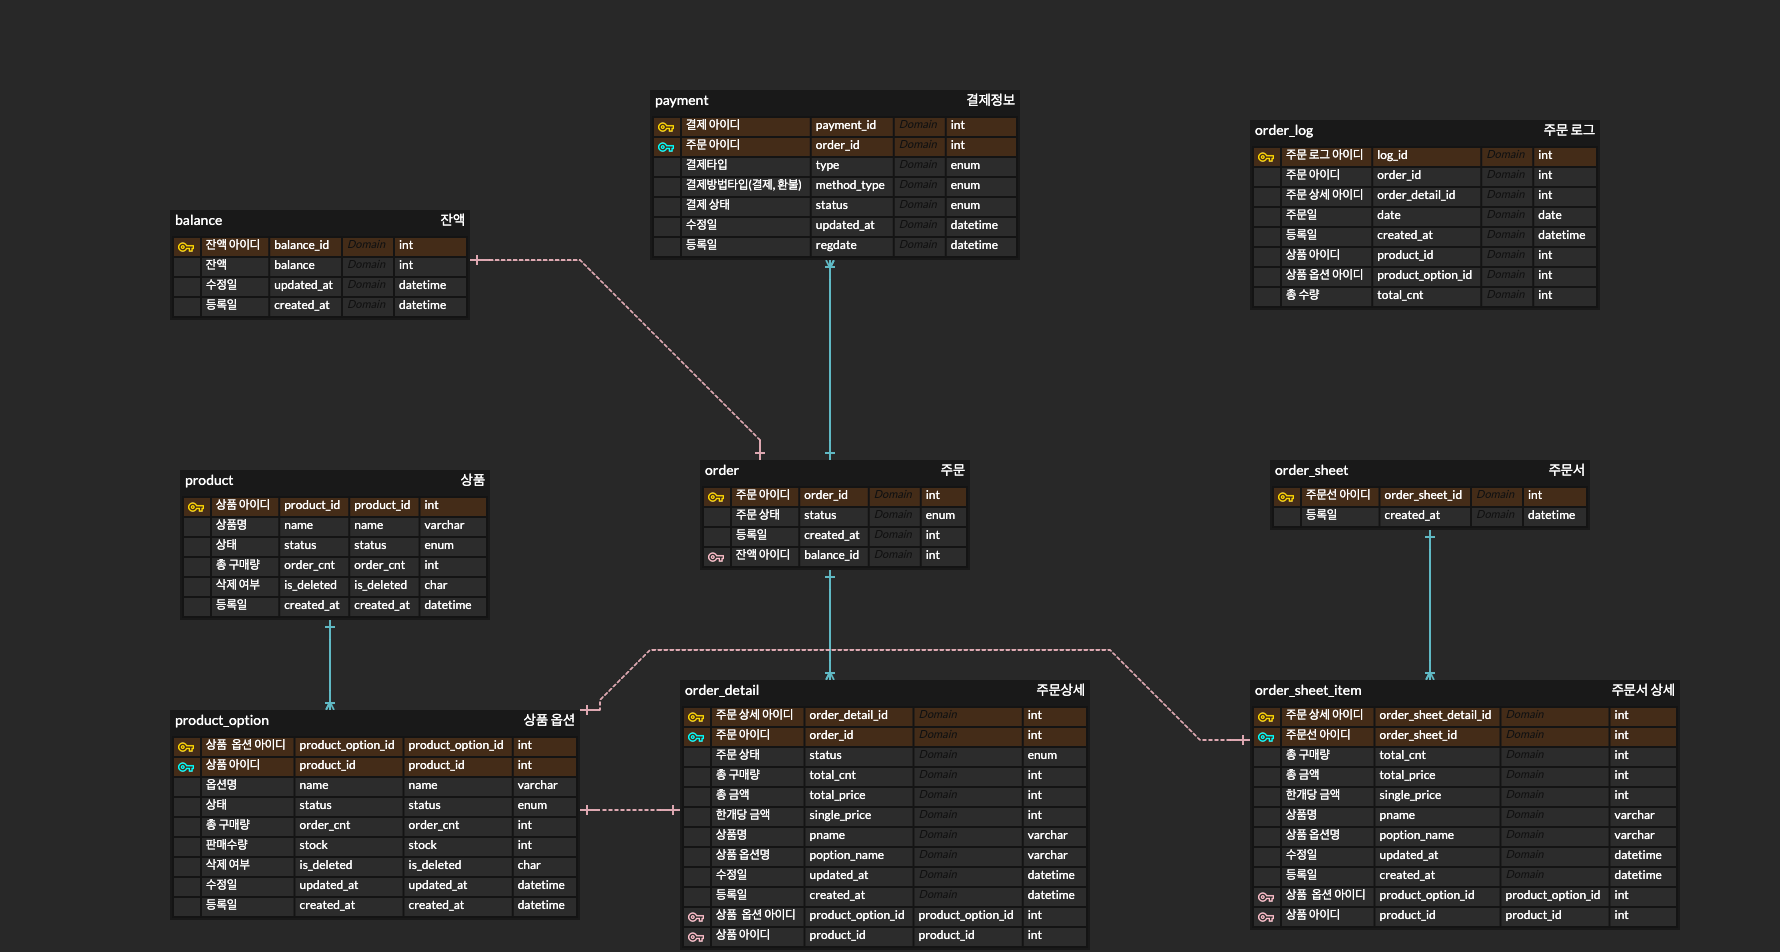 payment 결제정보
결제 아이디 payment_id Domain int
주문 아이디 order_id Domain int
결제타입 type Domain enum
결제방법타입(결제, 환불) method_type Domain enum
결제 상태 status Domain enum
수정일 updated_at Domain datetime
등록일 regdate Domain datetime
order_log 주문 로그
주문 로그 아이디 log_id Domain int
주문 아이디 order_id Domain int
주문 상세 아이디 order_detail_id Domain int
주문일 date Domain date
등록일 created_at Domain datetime
상품 아이디 product_id Domain int
상품 옵션 아이디 product_option_id Domain int
총 수량 total_cnt Domain int
balance 잔액
잔액 아이디 balance_id Domain int
잔액 balance Domain int
수정일 updated_at Domain datetime
등록일 created_at Domain datetime
product 상품
상품 아이디 product_id product_id int
상품명 name name varchar
상태 status status enum
총 구매량 order_cnt order_cnt int
삭제 여부 is_deleted is_deleted char
등록일 created_at created_at datetime
order 주문
주문 아이디 order_id Domain int
주문 상태 status Domain enum
등록일 created_at Domain int
잔액 아이디 balance_id Domain int
order_sheet 주문서
주문선 아이디 order_sheet_id Domain int
등록일 created_at Domain datetime
product_option 상품 옵션
상품 옵션 아이디 product_option_id product_option_id int
상품 아이디 product_id product_id int
옵션명 name name varchar
상태 status status enum
총 구매량 order_cnt order_cnt int
판매수량 stock stock int
삭제 여부 is_deleted is_deleted char
수정일 updated_at updated_at datetime
등록일 created_at created_at datetime
order_detail 주문상세
주문 상세 아이디 order_detail_id Domain int
주문 아이디 order_id Domain int
주문 상태 status Domain enum
총 구매량 total_cnt Domain int
총 금액 total_price Domain int
한개당 금액 single_price Domain int
상품명 pname Domain varchar
상품 옵션명 poption_name Domain varchar
수정일 updated_at Domain datetime
등록일 created_at Domain datetime
상품 옵션 아이디 product_option_id product_option_id int
상품 아이디 product_id product_id int
order_sheet_item 주문서 상세
주문 상세 아이디 order_sheet_detail_id Domain int
주문선 아이디 order_sheet_id Domain int
총 구매량 total_cnt Domain int
총 금액 total_price Domain int
한개당 금액 single_price Domain int
상품명 pname Domain varchar
상품 옵션명 poption_name Domain varchar
수정일 updated_at Domain datetime
등록일 created_at Domain datetime
상품 옵션 아이디 product_option_id product_option_id int
상품 아이디 product_id product_id int